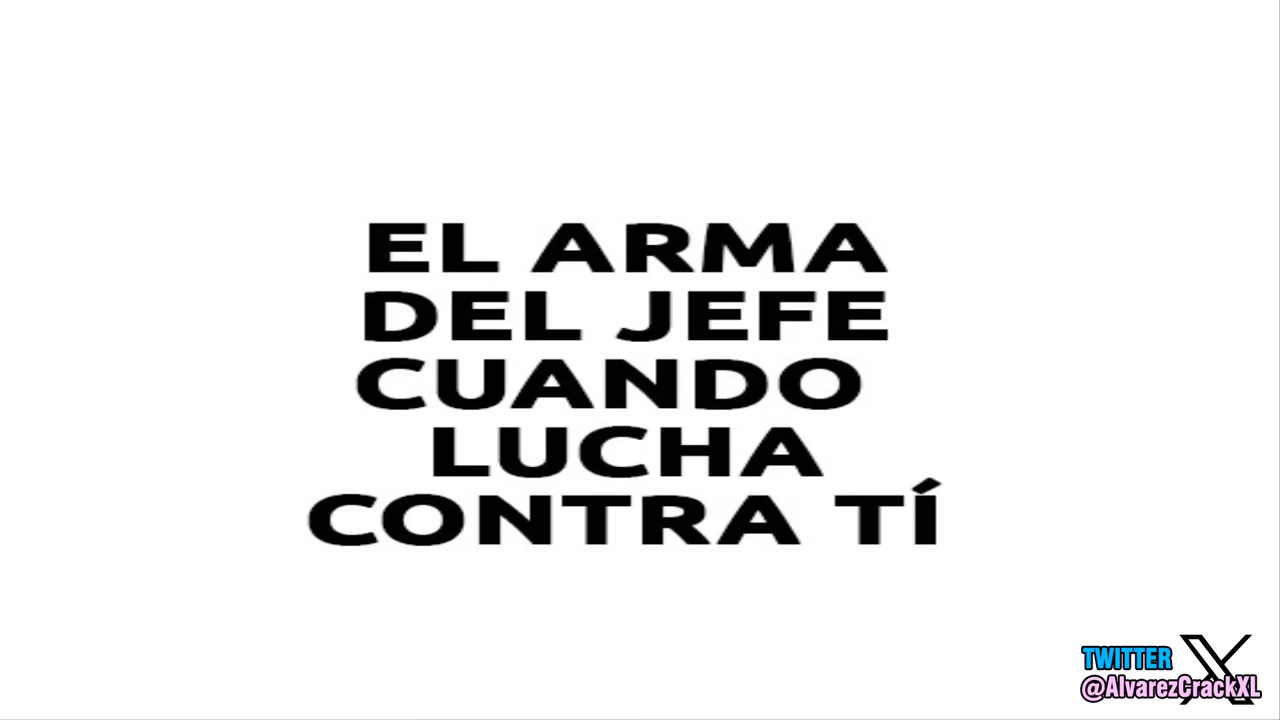 EL ARMA
DEL JEFE
CUANDO
LUCHA
CONTRA TÍ
TWITTER X
@AlvarezCrackXL